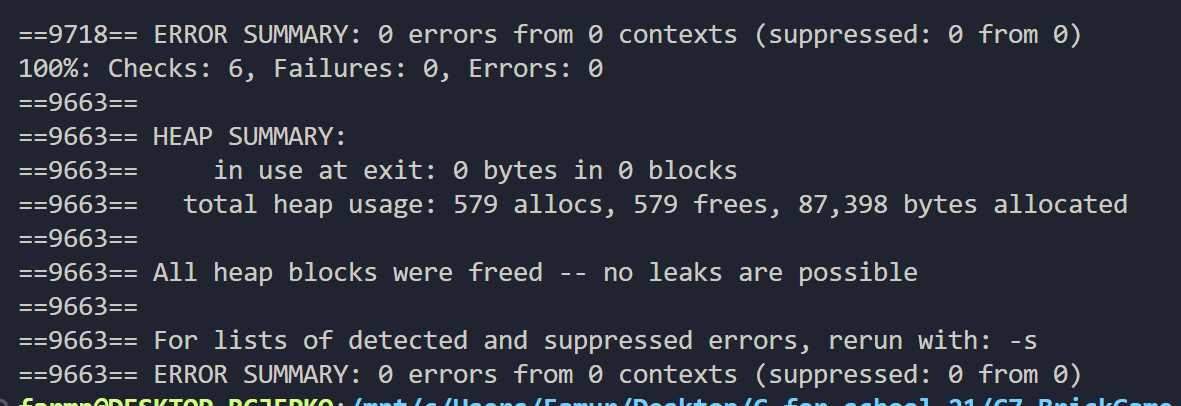 ==9718== ERROR SUMMARY: 0 errors from 0 contexts (suppressed: 0 from 0)
100%: Checks: 6, Failures: 0, Errors: 0
==9663==
==9663== HEAP SUMMARY:
==9663==     in use at exit: 0 bytes in 0 blocks
==9663==   total heap usage: 579 allocs, 579 frees, 87,398 bytes allocated
==9663==
==9663== All heap blocks were freed -- no leaks are possible
==9663==
==9663== For lists of detected and suppressed errors, rerun with: -s
==9663== ERROR SUMMARY: 0 errors from 0 contexts (suppressed: 0 from 0)